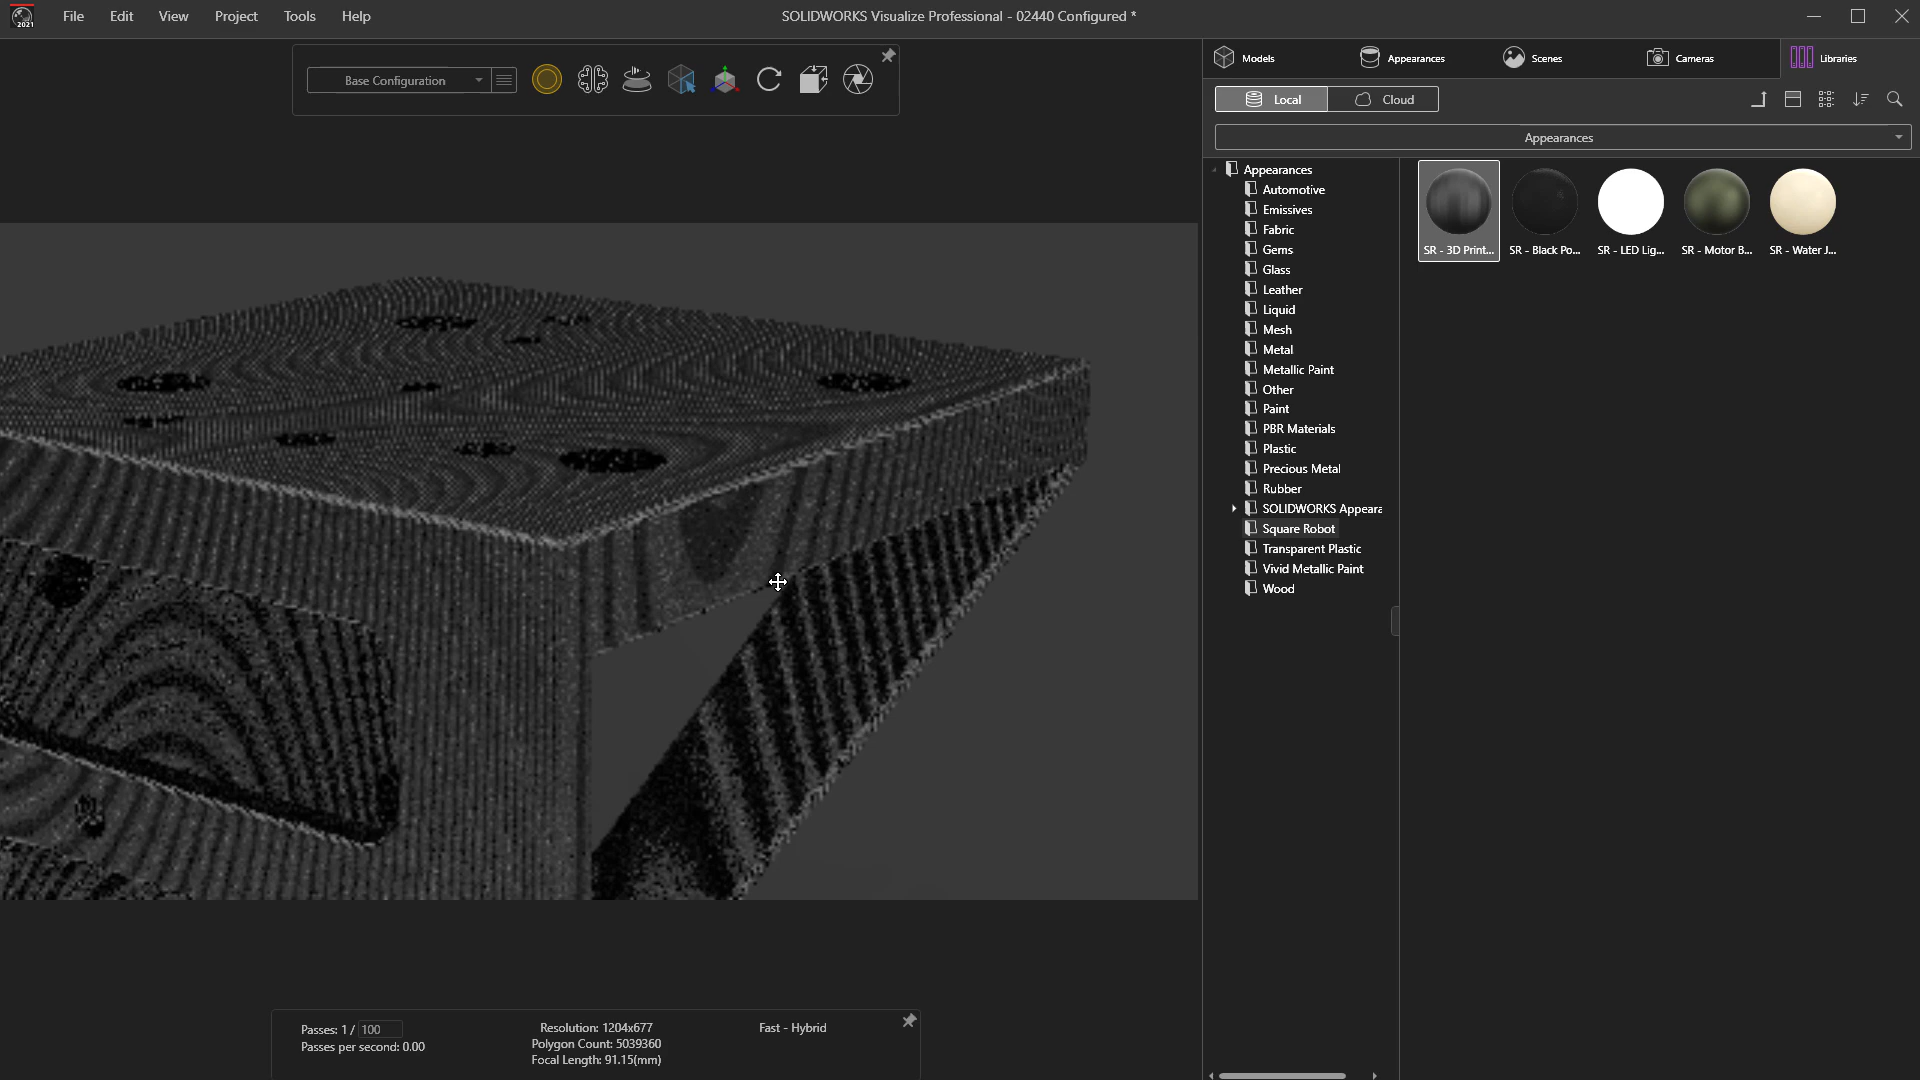 2021
File Edit View Project Tools Help
SOLIDWORKS Visualize Professional - 02440 Configured *
Base Configuration
Models
Appearances
Scenes
Cameras
Libraries
Local
Cloud
Appearances
Appearances
Automotive
Emissives
Fabric
Gems
Glass
Leather
Liquid
Mesh
Metal
Metallic Paint
Other
Paint
PBR Materials
Plastic
Precious Metal
Rubber
SOLIDWORKS Appeara
Square Robot
Transparent Plastic
Vivid Metallic Paint
Wood
SR - 3D Print...
SR - Black Po...
SR - LED Lig...
SR - Motor B...
SR - Water J...
Passes: 1 / 100
Passes per second: 0.00
Resolution: 1204x677
Polygon Count: 5039360
Focal Length: 91.15(mm)
Fast - Hybrid